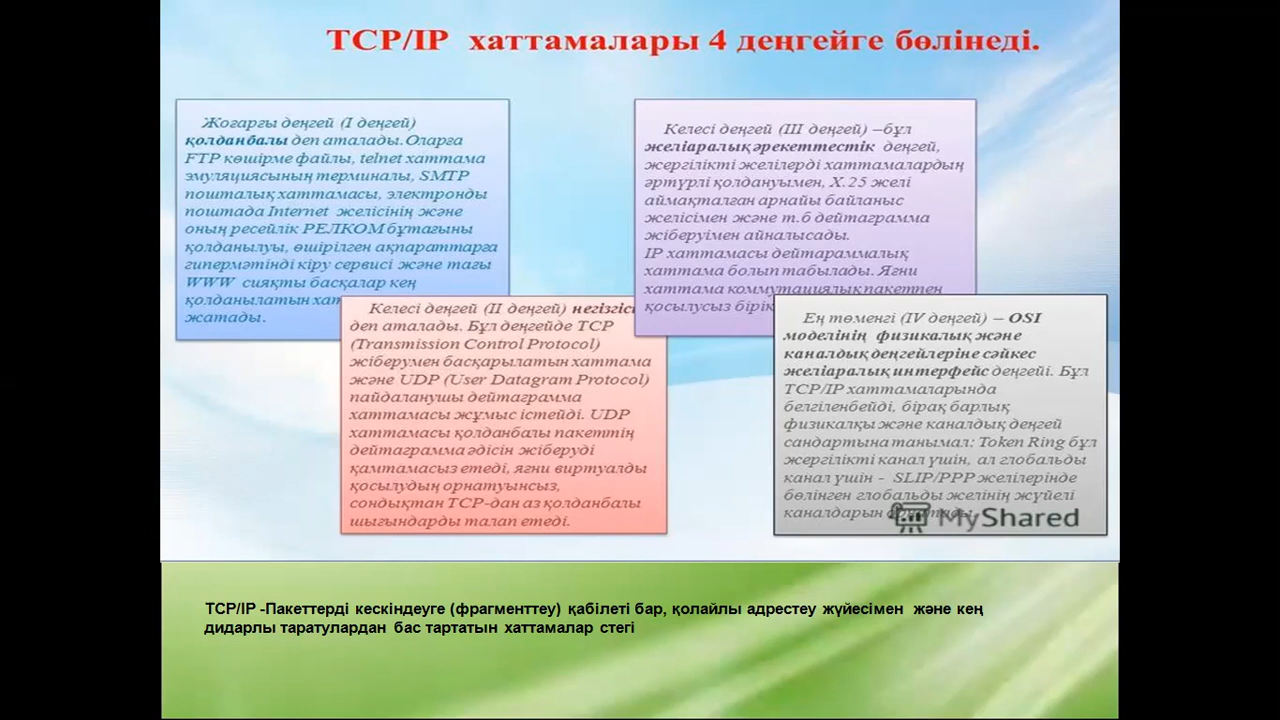 TCP/IP хаттамалары 4 деңгейге бөлінеді.
Жоғарғы деңгей (I деңгей)
қолданбалы деп аталады.Оларға
FTP көшірме файлы, telnet хаттама
эмуляциясының терминалы, SMTP
пошталық хаттамасы, электронды
поштада Internet желісінің және
оның ресейлік РЕЛКОМ бұтағыны
қолданылуы, өшірілген ақпараттарға
гипермәтінді кіру сервисі және тағы
WWW сияқты басқалар кең
қолданылатын
жатады.
Келесі деңгей (II деңгей)
деп аталады. Бұл деңгейде TCP
(Transmission Control Protocol)
жіберумен басқарылатын хаттама
және UDP (User Datagram Protocol)
пайдаланушы дейтаграмма
хаттамасы жұмыс істейді. UDP
хаттамасы қолданбалы пакеттің
дейтаграмма әдісін жіберуді
қамтамасыз етеді, яғни виртуалды
қосылудың орнатуынсыз,
сондықтан TCP-дан аз қолданбалы
шығындарды талап етеді.
Келесі деңгей (III деңгей) –бұл
желіаралық әрекеттестік деңгей,
жергілікті желілерді хаттамалардың
әртүрлі қолдануымен, X.25 желі
аймақталған арнайы байланыс
желісімен және т.б дейтаграмма
жіберуімен айналысады.
IP хаттамасы дейтараммалық
хаттама болып табылады. Яғни
хаттама коммутациялық пакетпен
қосылусыз
Ең төменгі (IV деңгей) – OSI
моделінің физикалық және
каналдық деңгейлеріне сәйкес
желіаралық интерфейс деңгейі. Бұл
TCP/IP хаттамаларында
белгіленбейді, бірақ барлық
физикалқы және каналдық деңгей
сандартына танымал: Token Ring бұл
жергілікті канал үшін, ал глобальды
канал үшін - SLIP/PPP желілерінде
бөлінген глобальды желінің жүйелі
каналдарын
MyShared
TCP/IP -Пакеттерді кескіндеуге (фрагменттеу) қабілеті бар, қолайлы адрестеу жүйесімен және кең
дидарлы таратулардан бас тартатын хаттамалар стегі